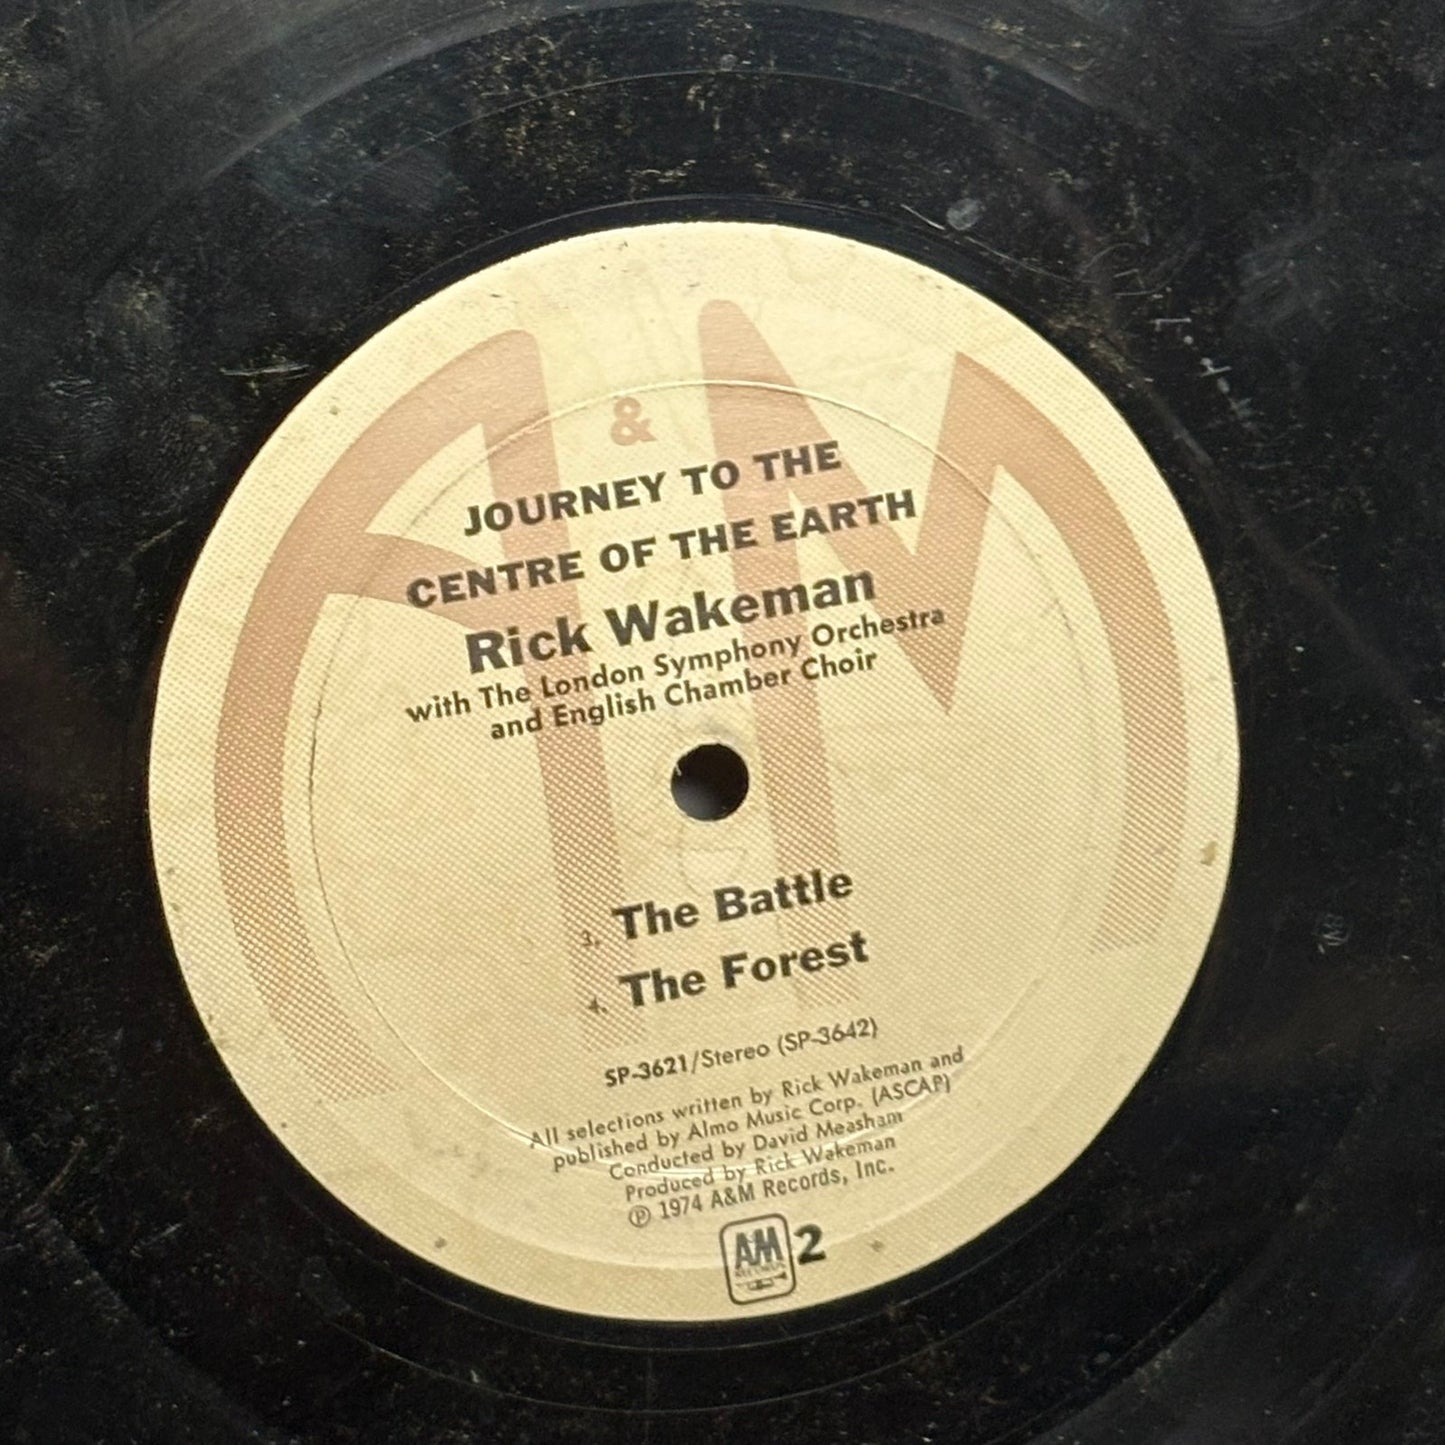 &
JOURNEY TO THE
CENTRE OF THE EARTH
Rick Wakeman
with The London Symphony Orchestra
and English Chamber Choir
3. The Battle
4. The Forest
SP-3621/Stereo (SP-3642)
All selections written by Rick Wakeman and
published by Almo Music Corp. (ASCAP)
Conducted by David Measham
Produced by Rick Wakeman
℗ 1974 A&M Records, Inc.
A&M 2
RECORDS